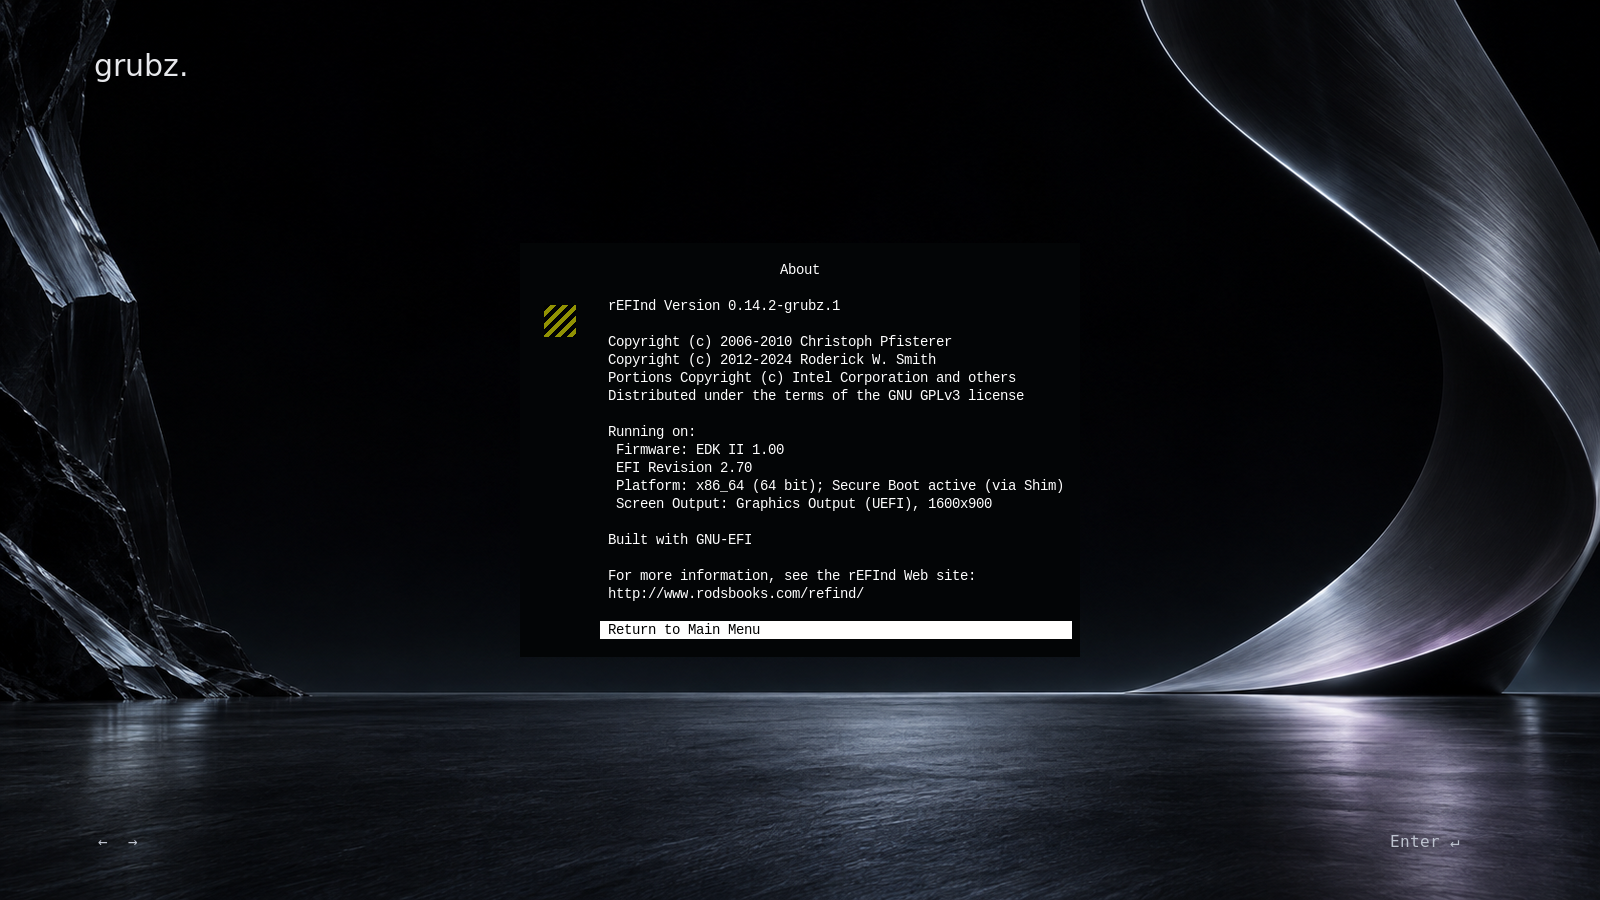 grubz.
About
rEFInd Version 0.14.2-grubz.1
Copyright (c) 2006-2010 Christoph Pfisterer
Copyright (c) 2012-2024 Roderick W. Smith
Portions Copyright (c) Intel Corporation and others
Distributed under the terms of the GNU GPLv3 license
Running on:
Firmware: EDK II 1.00
EFI Revision 2.70
Platform: x86_64 (64 bit); Secure Boot active (via Shim)
Screen Output: Graphics Output (UEFI), 1600x900
Built with GNU-EFI
For more information, see the rEFInd Web site:
http://www.rodsbooks.com/refind/
Return to Main Menu
← →
Enter ↵